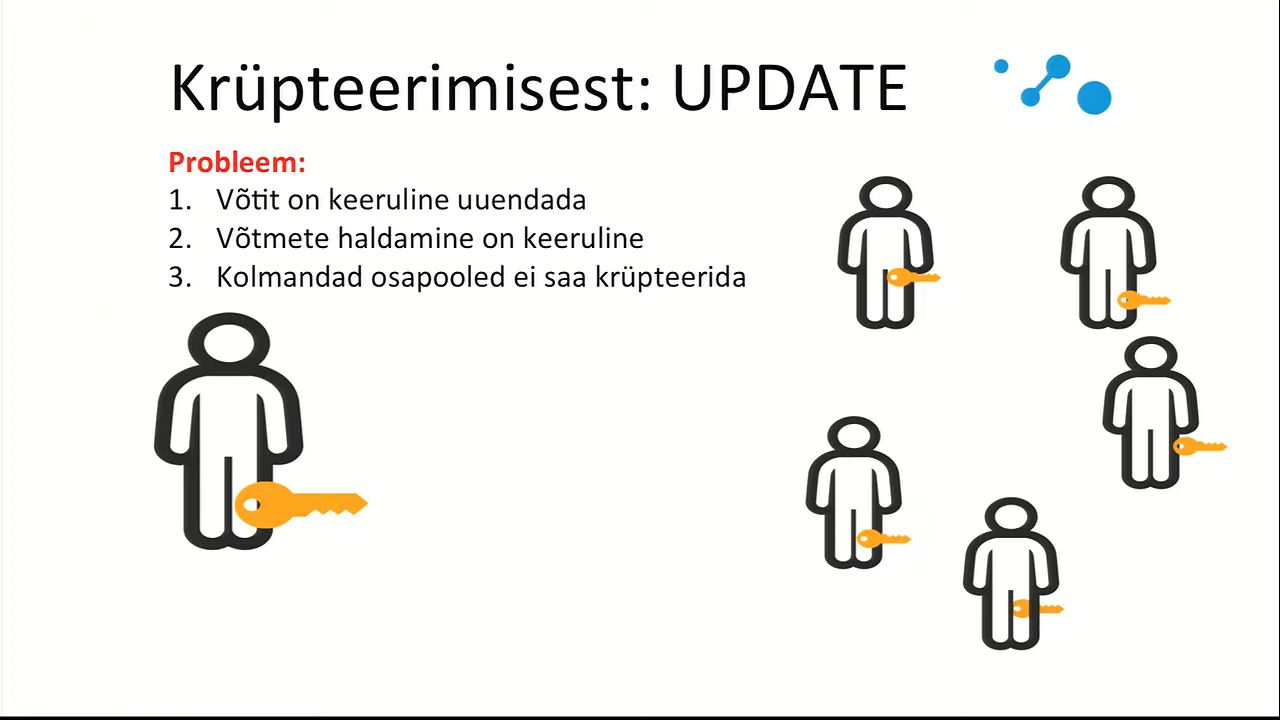 Krüpteerimisest: UPDATE
Probleem:
1. Võtit on keeruline uuendada
2. Võtmete haldamine on keeruline
3. Kolmandad osapooled ei saa krüpteerida